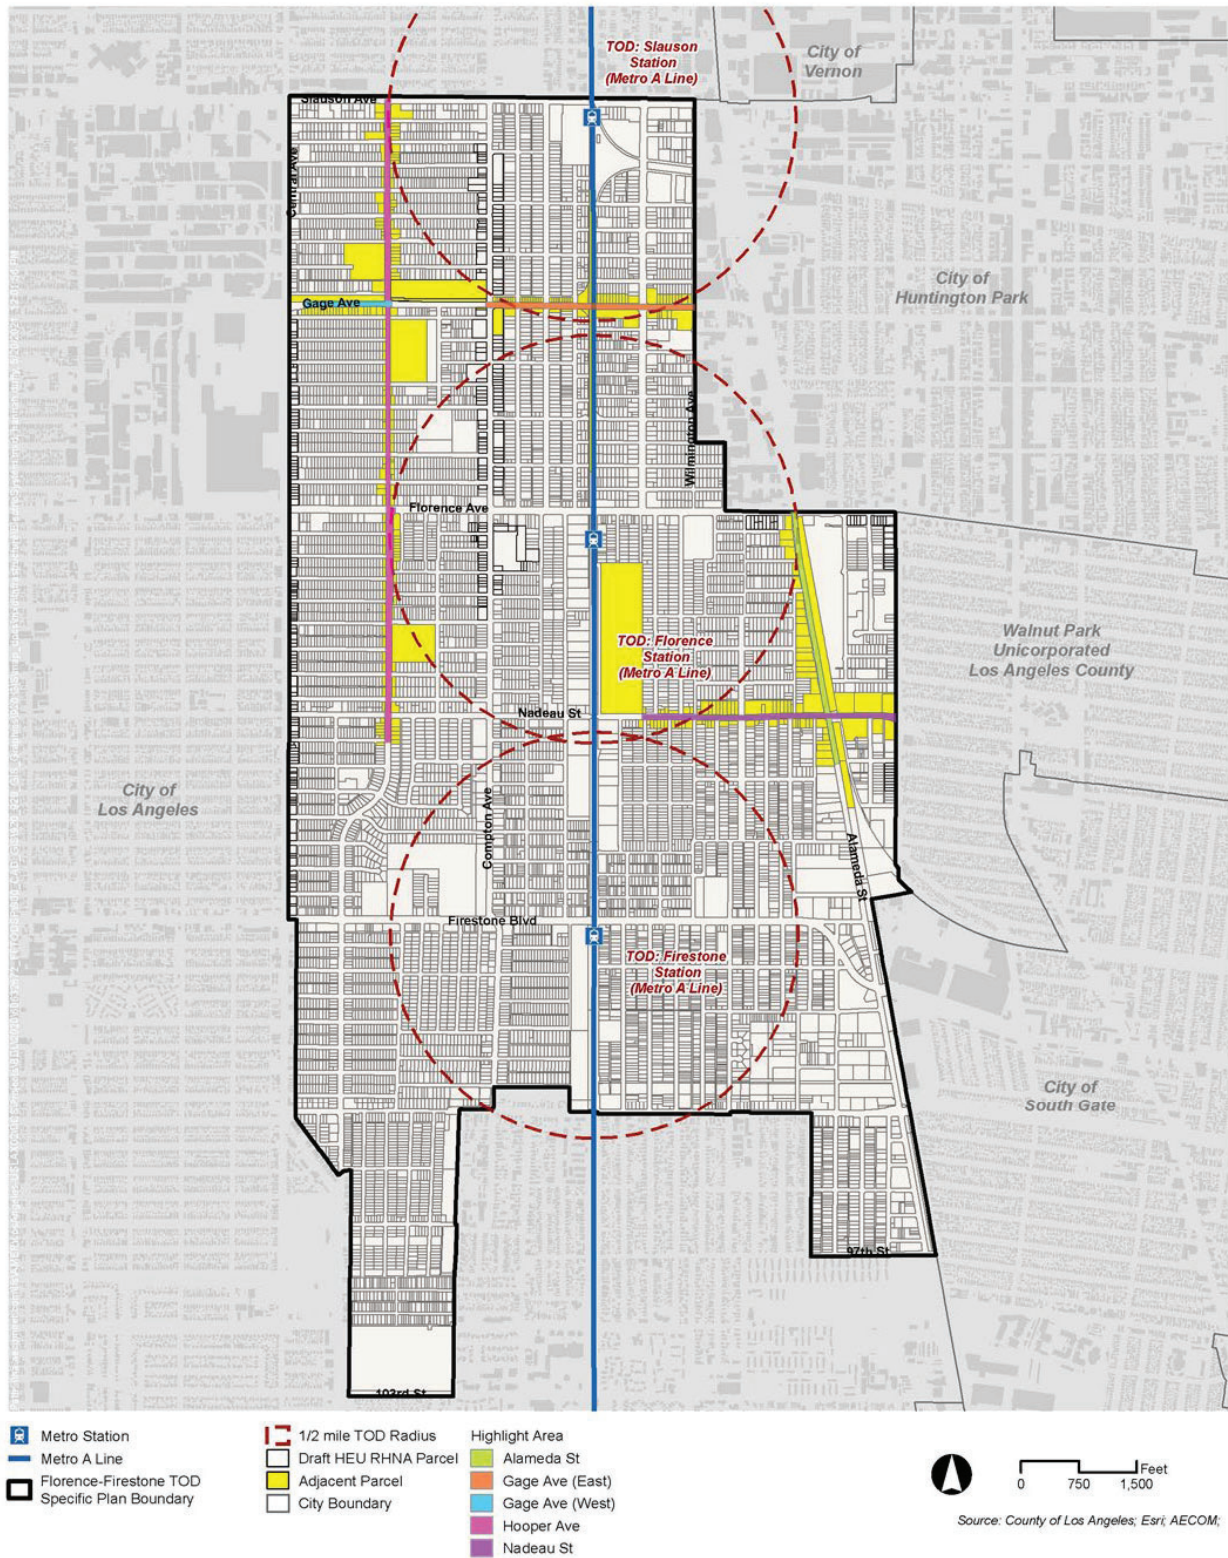 TOD: Slauson
Station
(Metro A Line)
City of
Vernon
Slauson Ave
Central Ave
City of
Huntington Park
Gage Ave
Wilmington Ave
Florence Ave
Walnut Park
Unicorporated
Los Angeles County
TOD: Florence
Station
(Metro A Line)
Nadeau St
City of
Los Angeles
Compton Ave
Alameda St
Firestone Blvd
TOD: Firestone
Station
(Metro A Line)
City of
South Gate
97th St
103rd St
Metro Station
Metro A Line
Florence-Firestone TOD
Specific Plan Boundary
1/2 mile TOD Radius
Draft HEU RHNA Parcel
Adjacent Parcel
City Boundary
Highlight Area
Alameda St
Gage Ave (East)
Gage Ave (West)
Hooper Ave
Nadeau St
Feet
0 750 1,500
Source: County of Los Angeles; Esri; AECOM;